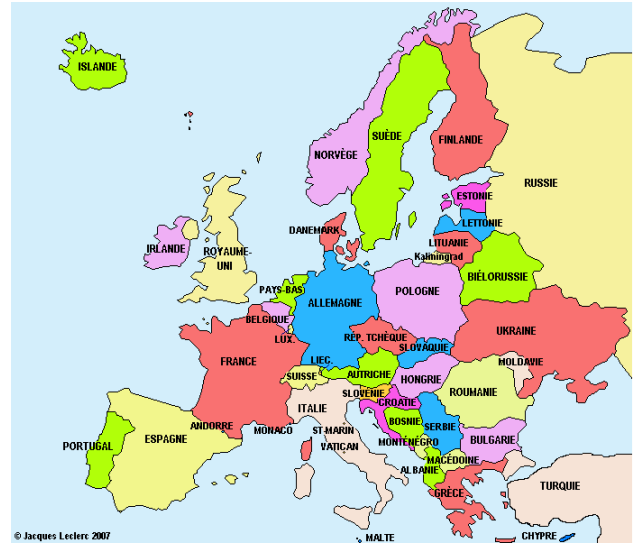 ISLANDE
SUÈDE
FINLANDE
NORVÈGE
RUSSIE
ESTONIE
LETTONIE
DANEMARK
LITUANIE
IRLANDE
ROYAUME-
UNI
Kaliningrad
BIÉLORUSSIE
PAYS-BAS
ALLEMAGNE
POLOGNE
BELGIQUE
UKRAINE
LUX.
RÉP. TCHÈQUE
SLOVAQUIE
FRANCE
LIEC.
MOLDAVIE
SUISSE
AUTRICHE
HONGRIE
SLOVÉNIE
ROUMANIE
CROATIE
ITALIE
BOSNIE
SERBIE
ANDORRE
MONACO
ST-MARIN
VATICAN
MONTÉNÉGRO
BULGARIE
PORTUGAL
ESPAGNE
MACÉDOINE
ALBANIE
TURQUIE
GRÈCE
© Jacques Leclerc 2007
MALTE
CHYPRE